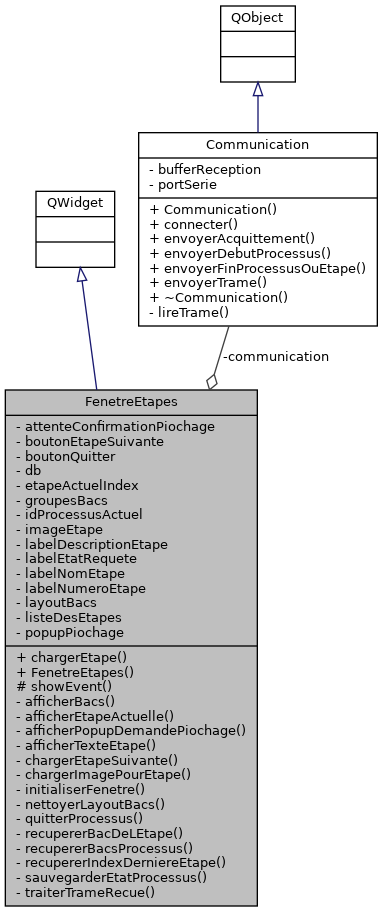 QObject
Communication
- bufferReception
- portSerie
+ Communication()
+ connecter()
+ envoyerAcquittement()
+ envoyerDebutProcessus()
+ envoyerFinProcessusOuEtape()
+ envoyerTrame()
+ ~Communication()
- lireTrame()
QWidget
-communication
FenetreEtapes
- attenteConfirmationPiochage
- boutonEtapeSuivante
- boutonQuitter
- db
- etapeActuelIndex
- groupesBacs
- idProcessusActuel
- imageEtape
- labelDescriptionEtape
- labelEtatRequete
- labelNomEtape
- labelNumeroEtape
- layoutBacs
- listeDesEtapes
- popupPiochage
+ chargerEtape()
+ FenetreEtapes()
# showEvent()
- afficherBacs()
- afficherEtapeActuelle()
- afficherPopupDemandePiochage()
- afficherTexteEtape()
- chargerEtapeSuivante()
- chargerImagePourEtape()
- initialiserFenetre()
- nettoyerLayoutBacs()
- quitterProcessus()
- recupererBacDeLEtape()
- recupererBacsProcessus()
- recupererIndexDerniereEtape()
- sauvegarderEtatProcessus()
- traiterTrameRecue()